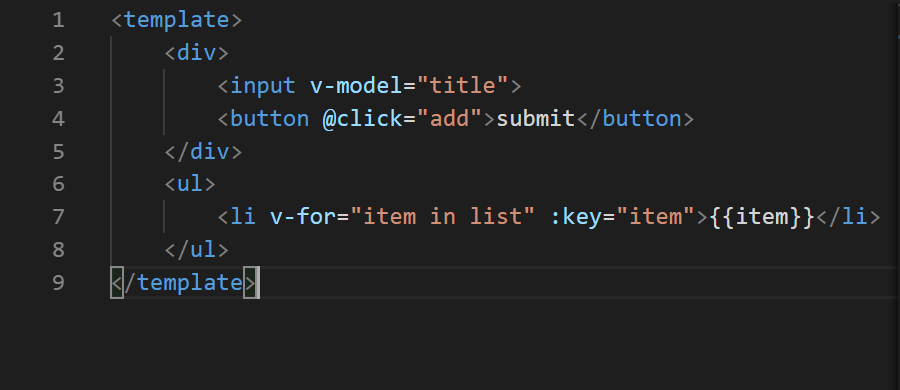 1 <template>
2     <div>
3         <input v-model="title">
4         <button @click="add">submit</button>
5     </div>
6     <ul>
7         <li v-for="item in list" :key="item">{{item}}</li>
8     </ul>
9 </template>